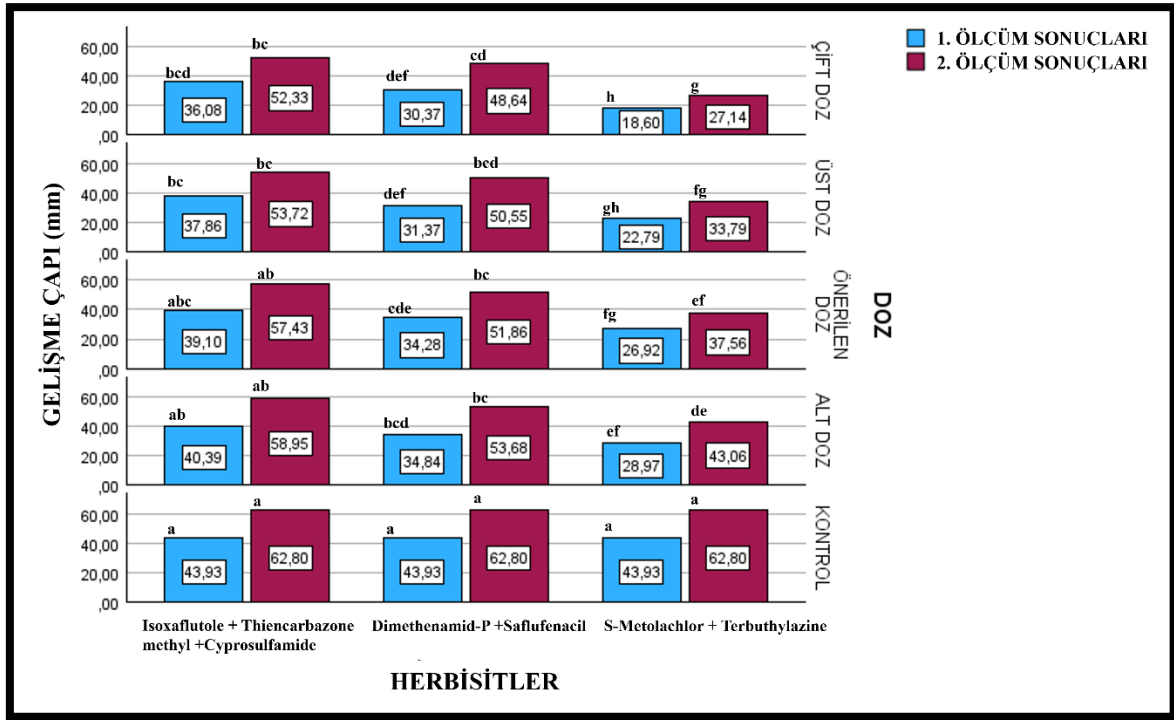 1. ÖLÇÜM SONUÇLARI
2. ÖLÇÜM SONUÇLARI
GELİŞME ÇAPI (mm)
60,00
40,00
20,00
,00
bcd
36,08
bc
52,33
def
30,37
cd
48,64
h
18,60
g
27,14
ÇİFT DOZ
60,00
40,00
20,00
,00
bc
37,86
bc
53,72
def
31,37
bcd
50,55
gh
22,79
fg
33,79
ÜST DOZ
60,00
40,00
20,00
,00
abc
39,10
ab
57,43
cde
34,28
bc
51,86
fg
26,92
ef
37,56
ÖNERİLEN
DOZ
DOZ
60,00
40,00
20,00
,00
ab
40,39
ab
58,95
bcd
34,84
bc
53,68
ef
28,97
de
43,06
ALT DOZ
60,00
40,00
20,00
,00
a
43,93
a
62,80
a
43,93
a
62,80
a
43,93
a
62,80
KONTROL
Isoxaflutole + Thiencarbazone
methyl +Cyprosulfamide
Dimethenamid-P +Saflufenacil
S-Metolachlor + Terbuthylazine
HERBİSİTLER